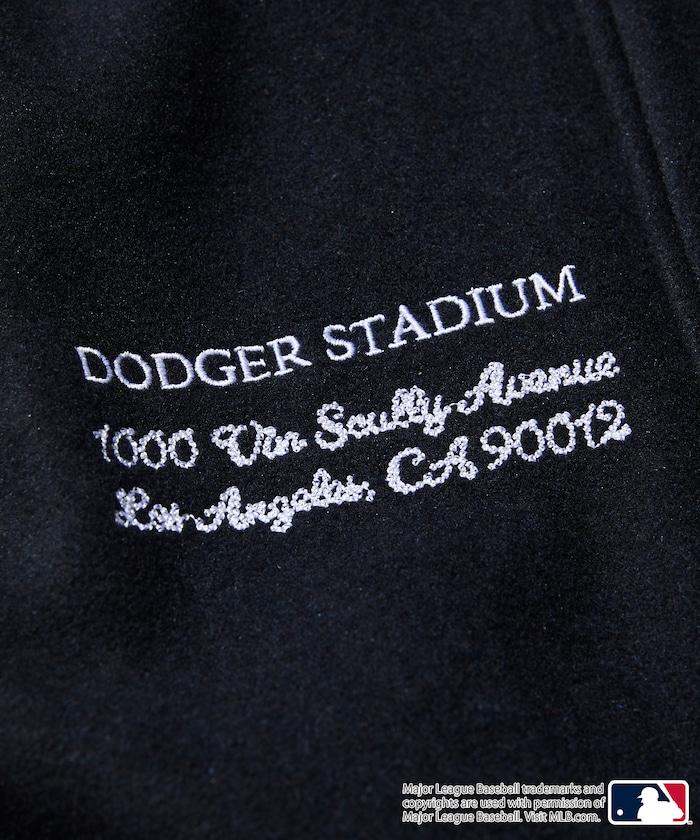 DODGER STADIUM
1000 Vin Scully Avenue
Los Angeles, CA 90012
Major League Baseball trademarks and
copyrights are used with permission of
Major League Baseball. Visit MLB.com.